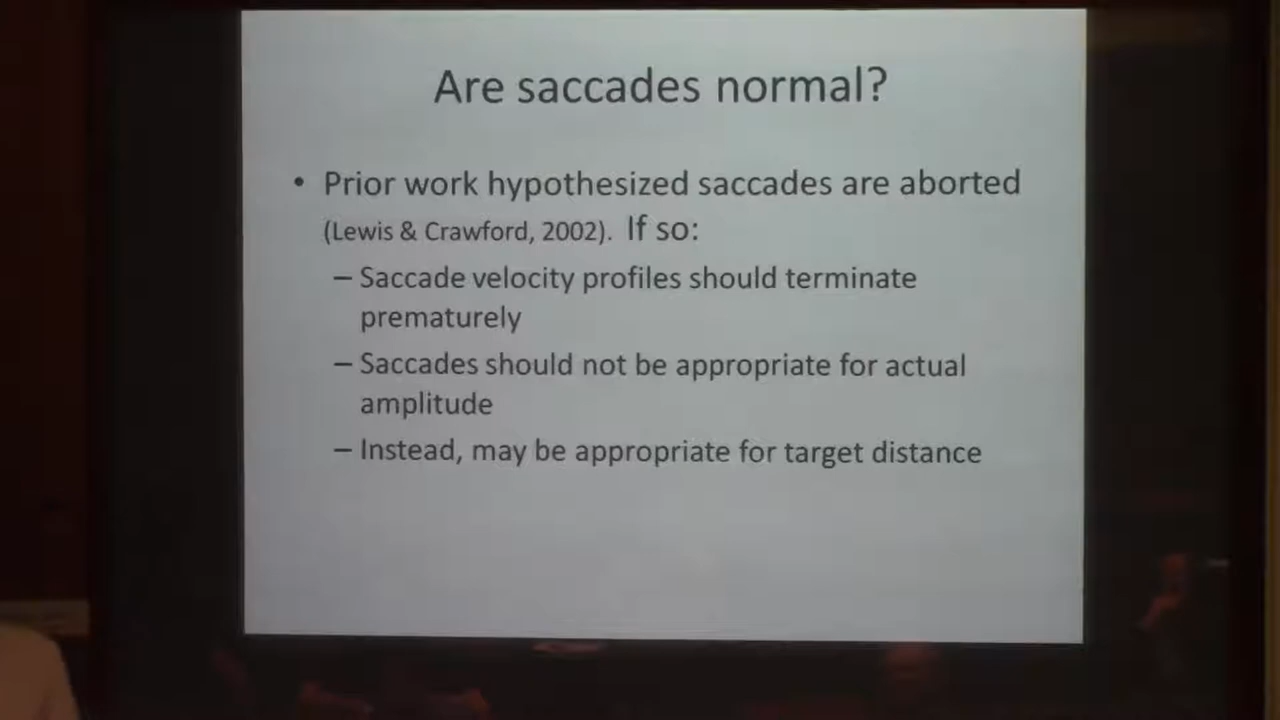 Are saccades normal?
• Prior work hypothesized saccades are aborted
(Lewis & Crawford, 2002). If so:
– Saccade velocity profiles should terminate
prematurely
– Saccades should not be appropriate for actual
amplitude
– Instead, may be appropriate for target distance